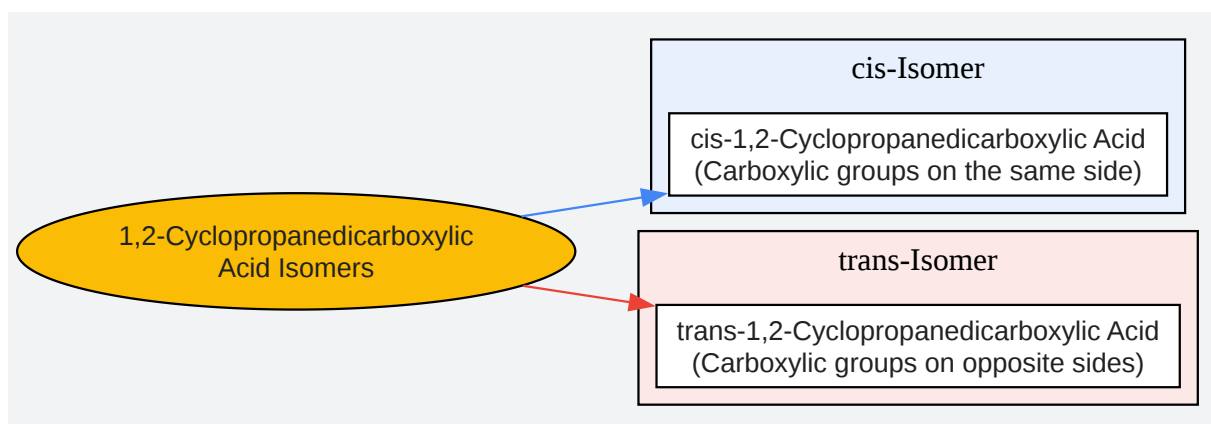 1,2-Cyclopropanedicarboxylic
Acid Isomers
cis-Isomer
cis-1,2-Cyclopropanedicarboxylic Acid
(Carboxylic groups on the same side)
trans-Isomer
trans-1,2-Cyclopropanedicarboxylic Acid
(Carboxylic groups on opposite sides)